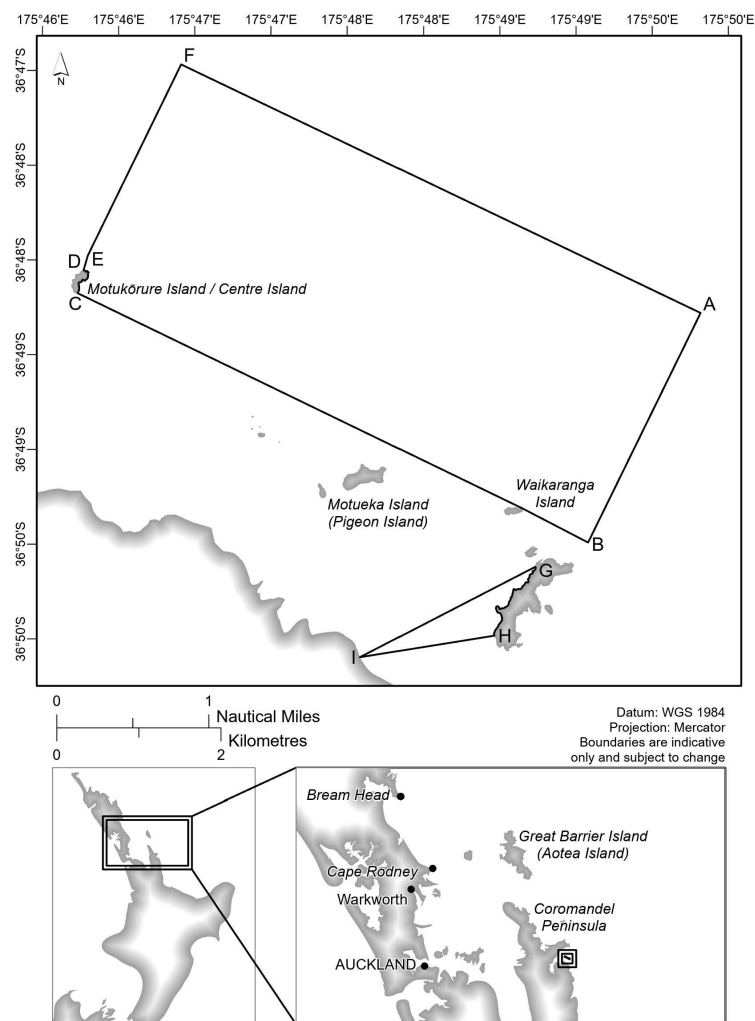 175°46'E 175°46'E 175°47'E 175°47'E 175°48'E 175°48'E 175°49'E 175°49'E 175°50'E 175°50'E
36°47'S
36°48'S
36°48'S
36°49'S
36°49'S
36°50'S
36°50'S
N
F
A
D E
C
Motukōrure Island / Centre Island
Waikaranga
Island
Motueka Island
(Pigeon Island)
B
G
H
I
0 1
Nautical Miles
Kilometres
0 2
Datum: WGS 1984
Projection: Mercator
Boundaries are indicative
only and subject to change
Bream Head
Great Barrier Island
(Aotea Island)
Cape Rodney
Warkworth
Coromandel
Peninsula
AUCKLAND